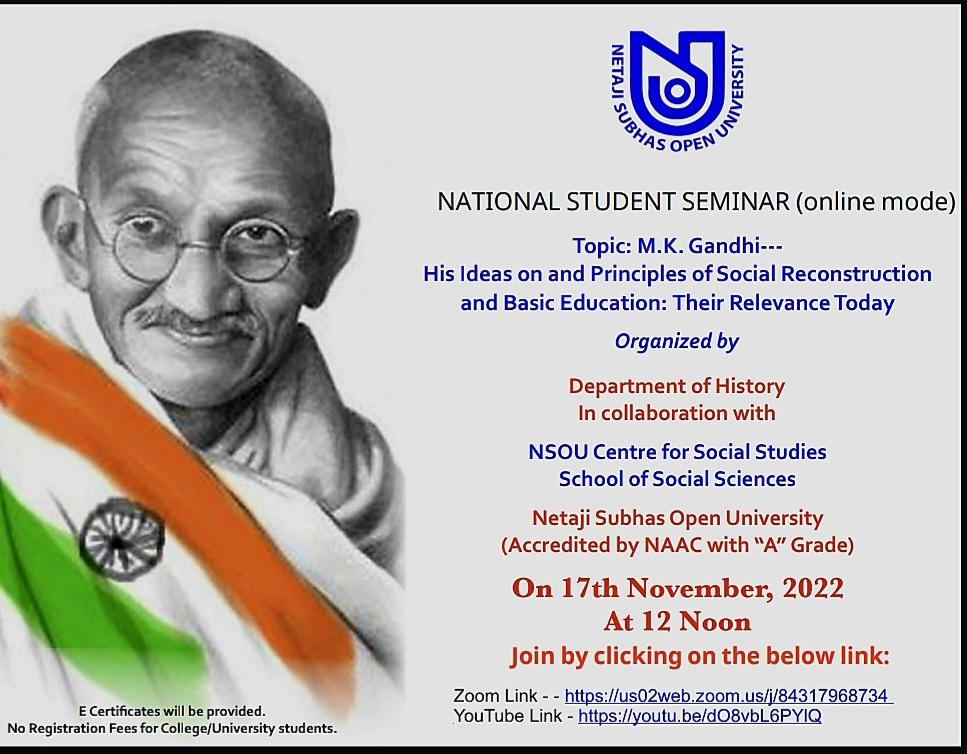 NETAJI SUBHAS OPEN UNIVERSITY
NATIONAL STUDENT SEMINAR (online mode)
Topic: M.K. Gandhi---
His Ideas on and Principles of Social Reconstruction
and Basic Education: Their Relevance Today
Organized by
Department of History
In collaboration with
NSOU Centre for Social Studies
School of Social Sciences
Netaji Subhas Open University
(Accredited by NAAC with “A” Grade)
On 17th November, 2022
At 12 Noon
Join by clicking on the below link:
Zoom Link - - https://us02web.zoom.us/j/84317968734
YouTube Link - https://youtu.be/dO8vbL6PYlQ
E Certificates will be provided.
No Registration Fees for College/University students.